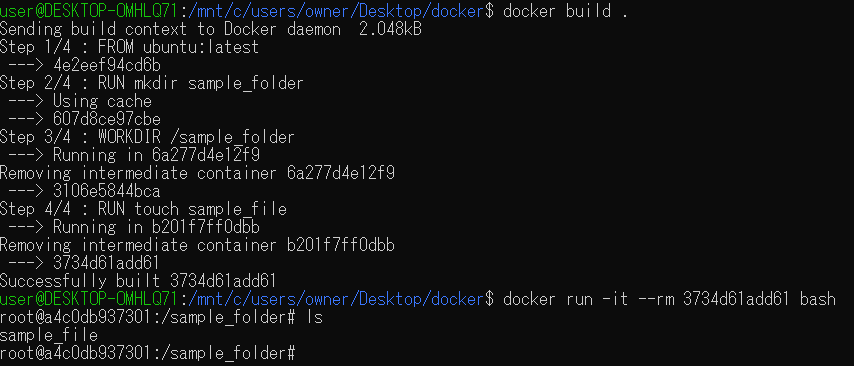 user@DESKTOP-OMHLQ71:/mnt/c/users/owner/Desktop/docker$ docker build .
Sending build context to Docker daemon  2.048kB
Step 1/4 : FROM ubuntu:latest
 ---> 4e2eef94cd6b
Step 2/4 : RUN mkdir sample_folder
 ---> Using cache
 ---> 607d8ce97cbe
Step 3/4 : WORKDIR /sample_folder
 ---> Running in 6a277d4e12f9
Removing intermediate container 6a277d4e12f9
 ---> 3106e5844bca
Step 4/4 : RUN touch sample_file
 ---> Running in b201f7ff0dbb
Removing intermediate container b201f7ff0dbb
 ---> 3734d61add61
Successfully built 3734d61add61
user@DESKTOP-OMHLQ71:/mnt/c/users/owner/Desktop/docker$ docker run -it --rm 3734d61add61 bash
root@a4c0db937301:/sample_folder# ls
sample_file
root@a4c0db937301:/sample_folder#